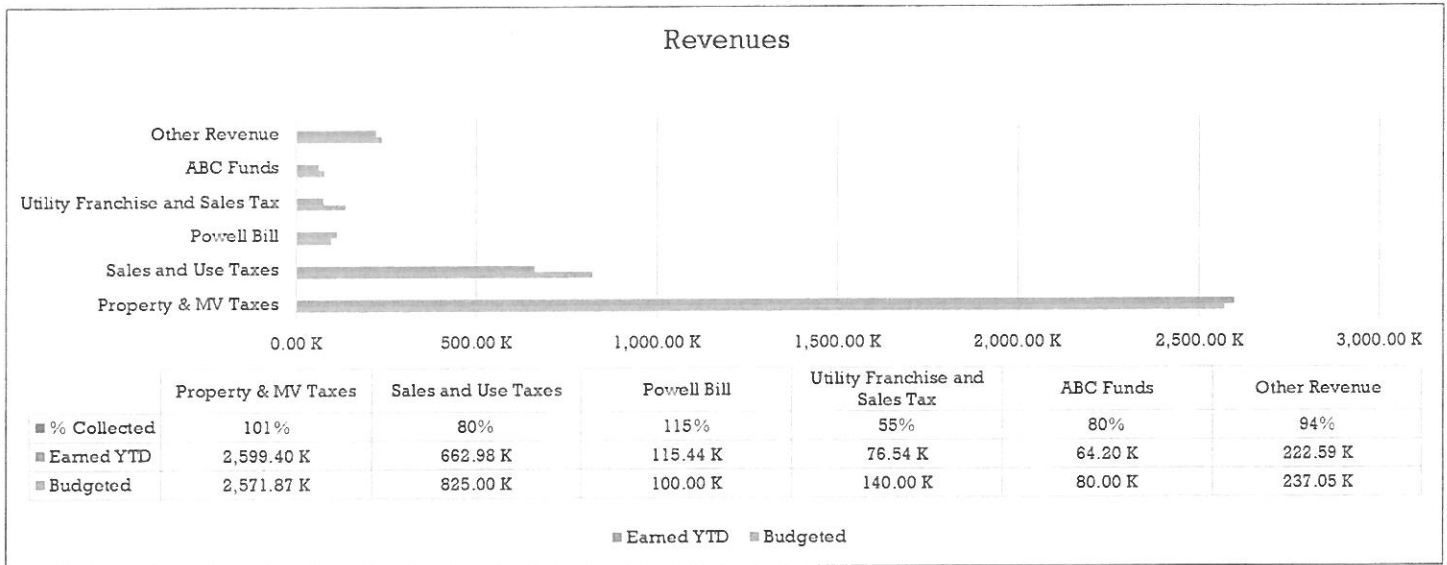 Revenues
Other Revenue
ABC Funds
Utility Franchise and Sales Tax
Powell Bill
Sales and Use Taxes
Property & MV Taxes
0.00 K 500.00 K 1,000.00 K 1,500.00 K 2,000.00 K 2,500.00 K 3,000.00 K
Property & MV Taxes Sales and Use Taxes Powell Bill Utility Franchise and Sales Tax ABC Funds Other Revenue
% Collected 101% 80% 115% 55% 80% 94%
Earned YTD 2,599.40 K 662.98 K 115.44 K 76.54 K 64.20 K 222.59 K
Budgeted 2,571.87 K 825.00 K 100.00 K 140.00 K 80.00 K 237.05 K
Earned YTD Budgeted